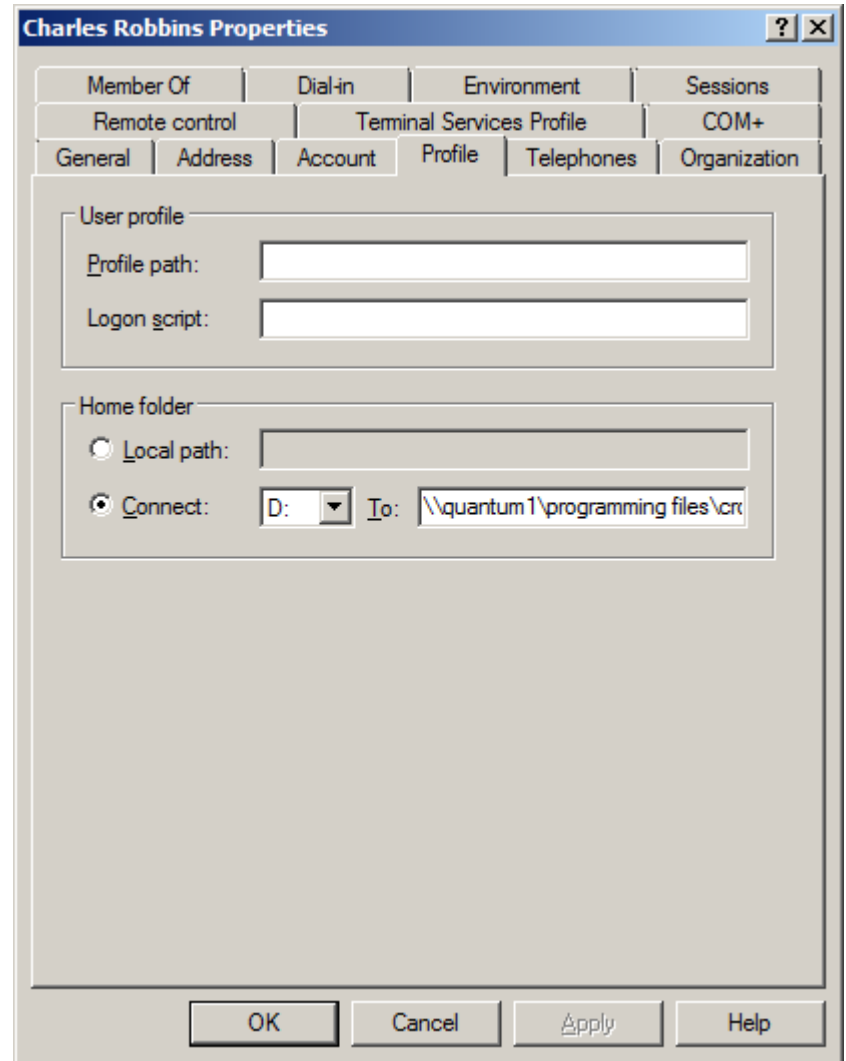 Charles Robbins Properties
Member Of Dial-in Environment Sessions
Remote control Terminal Services Profile COM+
General Address Account Profile Telephones Organization
User profile
Profile path:
Logon script:
Home folder
Local path:
Connect: D: To: \\quantum1\programming files\cro
OK Cancel Apply Help